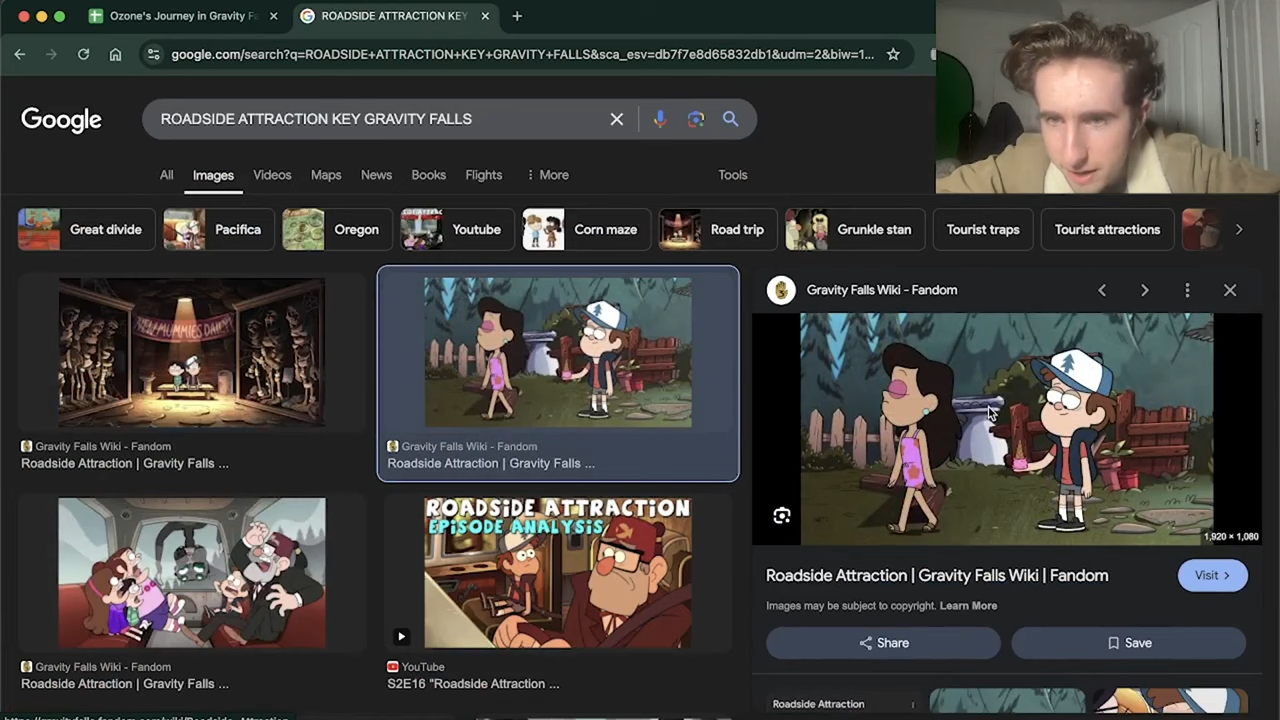 Ozone's Journey in Gravity Fa
ROADSIDE ATTRACTION KEY
google.com/search?q=ROADSIDE+ATTRACTION+KEY+GRAVITY+FALLS&sca_esv=db7f7e8d65832db1&udm=2&biw=1...
Google
ROADSIDE ATTRACTION KEY GRAVITY FALLS
All
Images
Videos
Maps
News
Books
Flights
More
Tools
Great divide
Pacifica
Oregon
Youtube
Corn maze
Road trip
Grunkle stan
Tourist traps
Tourist attractions
Gravity Falls Wiki - Fandom
Roadside Attraction | Gravity Falls ...
Gravity Falls Wiki - Fandom
Roadside Attraction | Gravity Falls ...
Gravity Falls Wiki - Fandom
1,920 × 1,080
Roadside Attraction | Gravity Falls Wiki | Fandom
Visit
Images may be subject to copyright. Learn More
Share
Save
ROADSIDE ATTRACTION
EPISODE ANALYSIS
Gravity Falls Wiki - Fandom
Roadside Attraction | Gravity Falls ...
YouTube
S2E16 "Roadside Attraction ...
Roadside Attraction